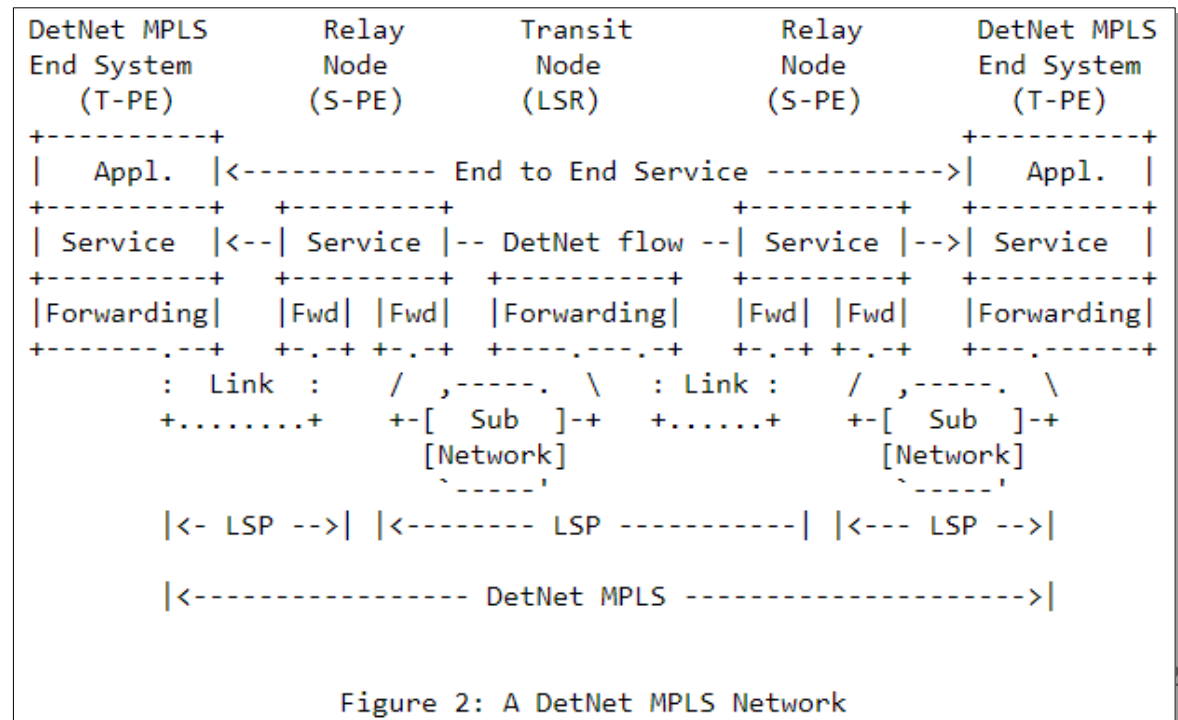 DetNet MPLS       Relay       Transit         Relay       DetNet MPLS
End System        Node         Node           Node        End System
   (T-PE)        (S-PE)       (LSR)          (S-PE)         (T-PE)
+----------+                                             +----------+
|   Appl.  |<------------ End to End Service ----------->|   Appl.  |
+----------+   +---------+                 +---------+   +----------+
| Service  |<--| Service |-- DetNet flow --| Service |-->| Service  |
+----------+   +---------+  +----------+   +---------+   +----------+
|Forwarding|   |Fwd| |Fwd|  |Forwarding|   |Fwd| |Fwd|   |Forwarding|
+-------.--+   +-.-+ +-.-+  +----.---.-+   +-.-+ +-.-+   +---.------+
        :  Link  :    /  ,-----.  \   : Link :    /  ,-----.  \
        +........+    +-[  Sub  ]-+   +......+    +-[  Sub  ]-+
                        [Network]                   [Network]
                         `-----'                     `-----'
        |<- LSP -->| |<-------- LSP -----------| |<--- LSP -->|
        |<----------------- DetNet MPLS --------------------->|
Figure 2: A DetNet MPLS Network